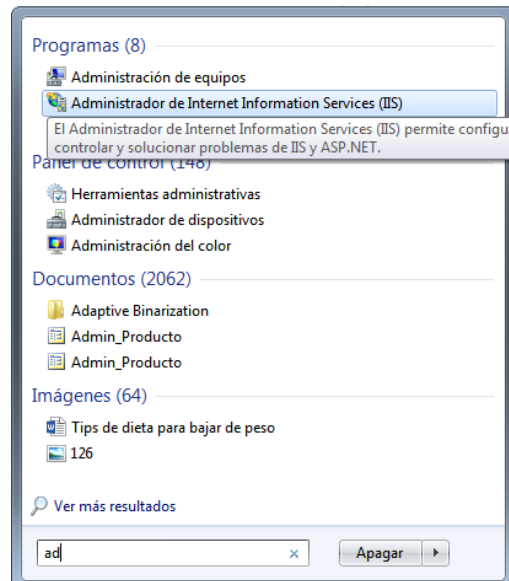 Programas (8)
Administración de equipos
Administrador de Internet Information Services (IIS)
El Administrador de Internet Information Services (IIS) permite configu
controlar y solucionar problemas de IIS y ASP.NET.
Panel de control (148)
Herramientas administrativas
Administrador de dispositivos
Administración del color
Documentos (2062)
Adaptive Binarization
Admin_Producto
Admin_Producto
Imágenes (64)
Tips de dieta para bajar de peso
126
Ver más resultados
ad
Apagar